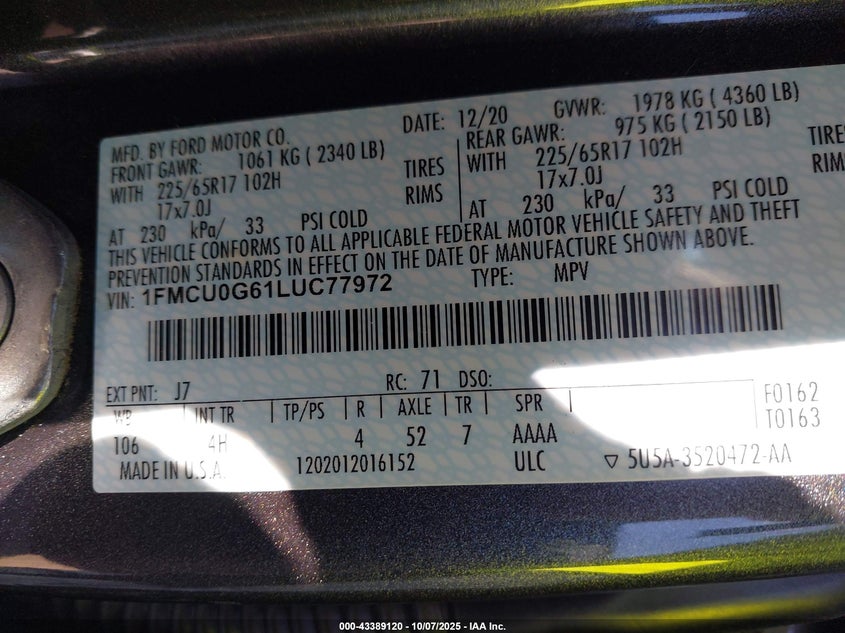 MFD. BY FORD MOTOR CO. DATE: 12/20 GVWR: 1978 KG ( 4360 LB)
FRONT GAWR: 1061 KG ( 2340 LB) REAR GAWR: 975 KG ( 2150 LB)
WITH 225/65R17 102H TIRES WITH 225/65R17 102H TIRES
17x7.0J RIMS 17x7.0J RIM
AT 230 kPa/ 33 PSI COLD AT 230 kPa/ 33 PSI COLD
THIS VEHICLE CONFORMS TO ALL APPLICABLE FEDERAL MOTOR VEHICLE SAFETY AND THEFT
PREVENTION STANDARDS IN EFFECT ON THE DATE OF MANUFACTURE SHOWN ABOVE.
VIN: 1FMCU0G61LUC77972 TYPE: MPV
EXT PNT: J7 RC: 71 DSO:
WB INT TR TP/PS R AXLE TR SPR F0162
106 4H 4 52 7 AAAA T0163
MADE IN U.S.A. 1202012016152 ULC ▽ 5U5A-3520472-AA
000-43389120 - 10/07/2025 - IAA Inc.